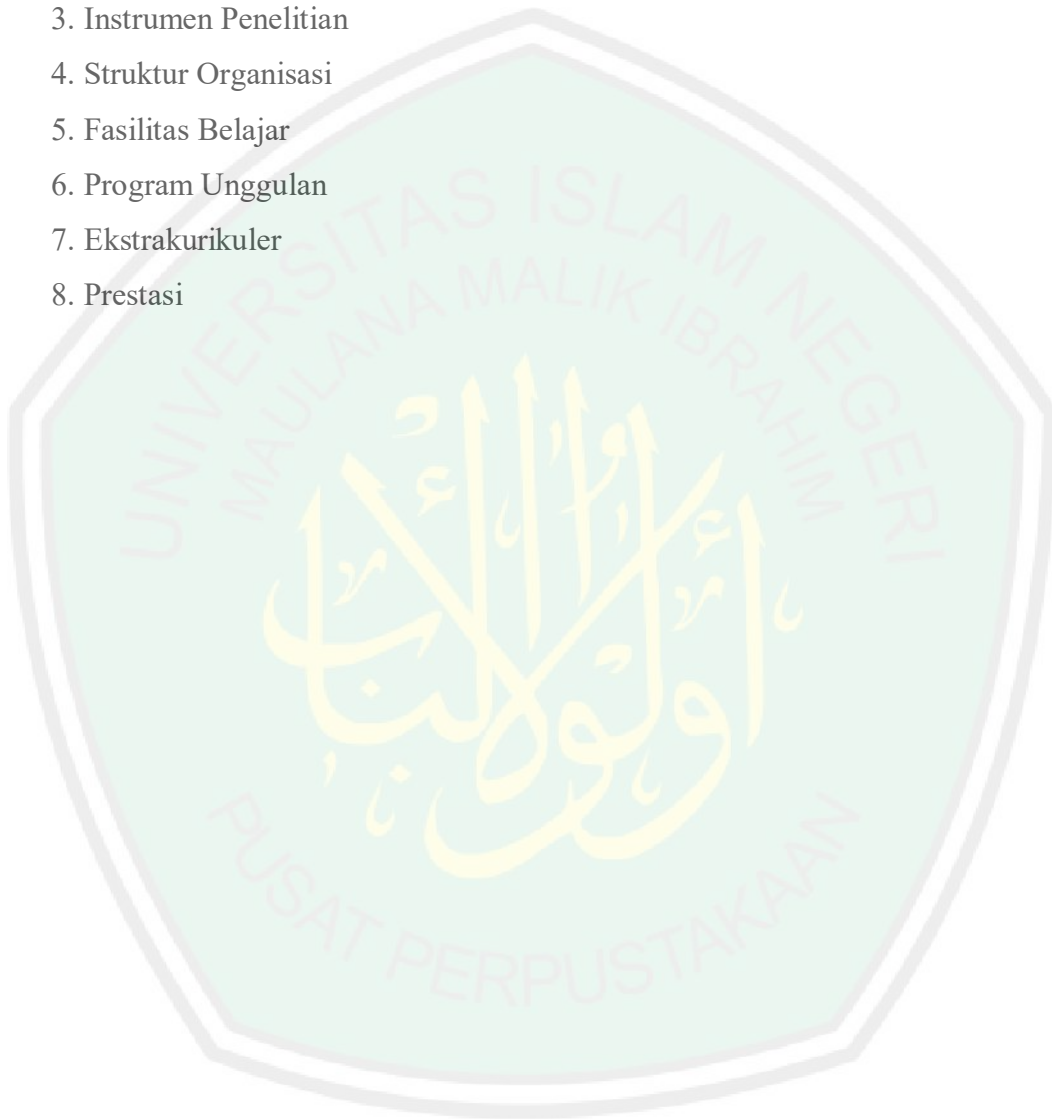 3. Instrumen Penelitian
4. Struktur Organisasi
5. Fasilitas Belajar
6. Program Unggulan
7. Ekstrakurikuler
8. Prestasi
UNIVERSITAS ISLAM NEGERI
MAULANA MALIK IBRAHIM
PUSAT PERPUSTAKAAN